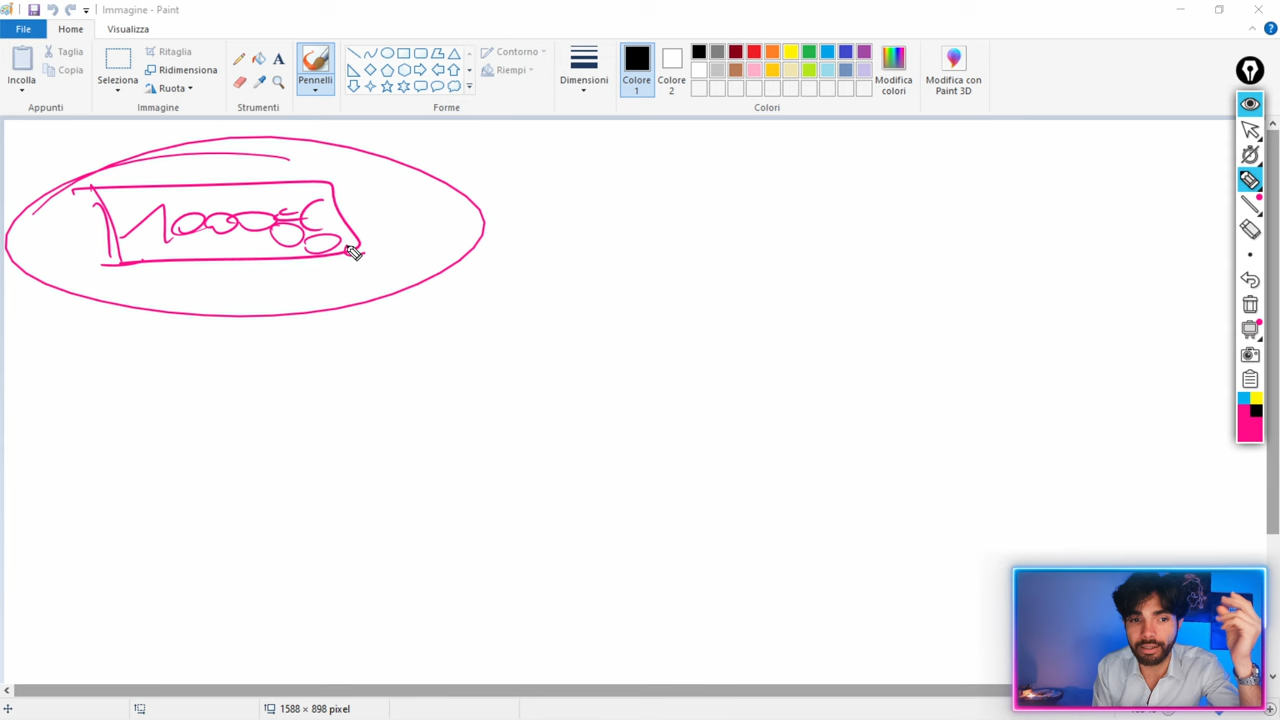 Immagine - Paint
File Home Visualizza
Incolla
Taglia
Copia
Appunti
Seleziona
Ritaglia
Ridimensiona
Ruota
Immagine
A
Strumenti
Pennelli
Contorno
Riempi
Forme
Dimensioni
Colore 1
Colore 2
Modifica colori
Colori
Modifica con Paint 3D
1588 × 898 pixel